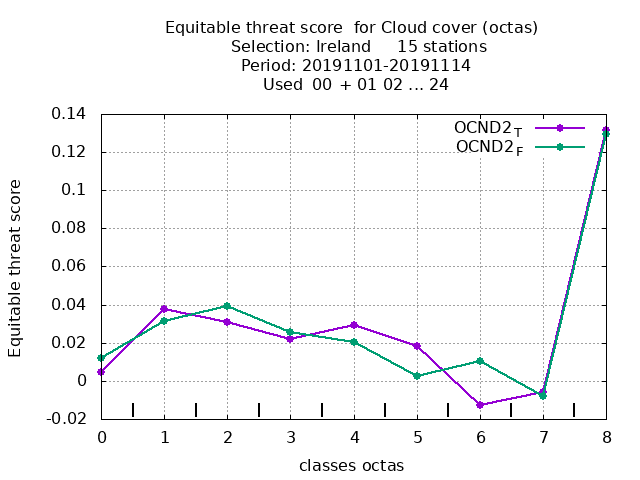 Equitable threat score  for Cloud cover (octas)
Selection: Ireland     15 stations
Period: 20191101-20191114
Used  00  + 01 02 ... 24
0.14
OCND2T
OCND2F
0.12
0.1
0.08
0.06
0.04
0.02
0
-0.02
Equitable threat score
0 1 2 3 4 5 6 7 8
classes octas